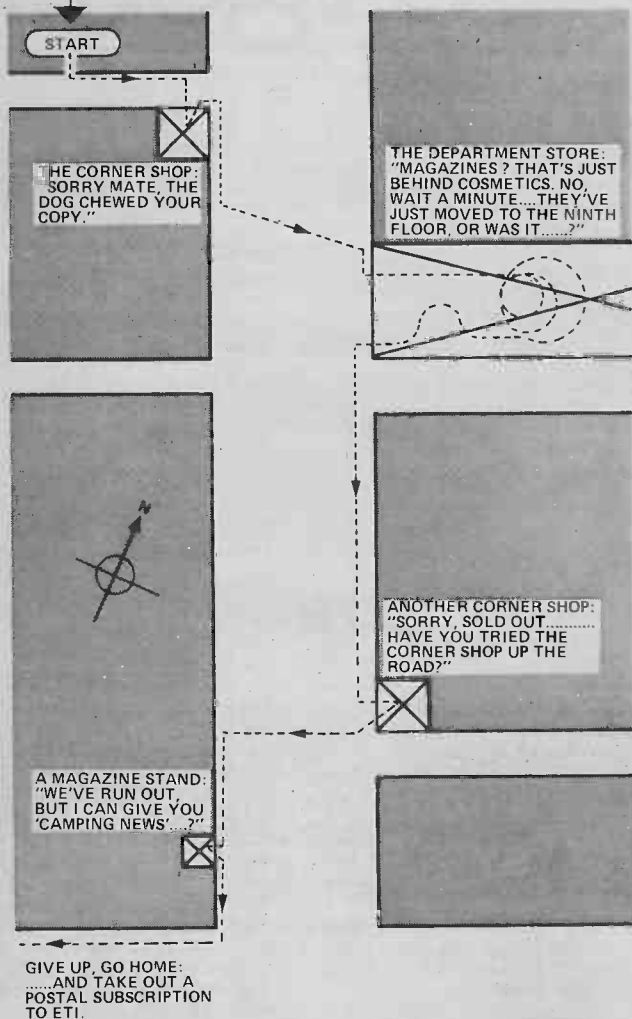 START
THE CORNER SHOP:
SORRY MATE, THE
DOG CHEWED YOUR
COPY."
THE DEPARTMENT STORE:
"MAGAZINES ? THAT'S JUST
BEHIND COSMETICS. NO,
WAIT A MINUTE....THEY'VE
JUST MOVED TO THE NINTH
FLOOR, OR WAS IT......?"
N
ANOTHER CORNER SHOP:
"SORRY, SOLD OUT..........
HAVE YOU TRIED THE
CORNER SHOP UP THE
ROAD?"
A MAGAZINE STAND:
"WE'VE RUN OUT,
BUT I CAN GIVE YOU
'CAMPING NEWS'....?"
GIVE UP, GO HOME:
......AND TAKE OUT A
POSTAL SUBSCRIPTION
TO ETI.